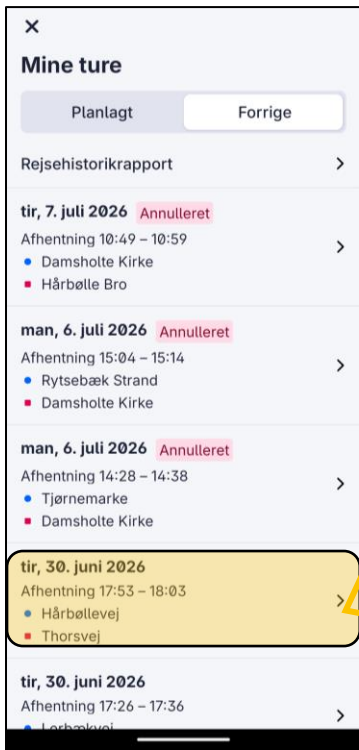 Mine ture
Planlagt Forrige
Rejsehistorikrapport
tir, 7. juli 2026 Annulleret
Afhentning 10:49 – 10:59
Damsholte Kirke
Hårbølle Bro
man, 6. juli 2026 Annulleret
Afhentning 15:04 – 15:14
Rytsebæk Strand
Damsholte Kirke
man, 6. juli 2026 Annulleret
Afhentning 14:28 – 14:38
Tjørnemarke
Damsholte Kirke
tir, 30. juni 2026
Afhentning 17:53 – 18:03
Hårbøllevej
Thorsvej
tir, 30. juni 2026
Afhentning 17:26 – 17:36